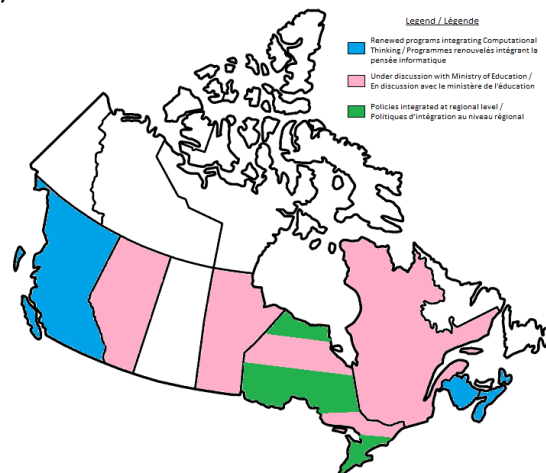 Legend / Légende
Renewed programs integrating Computational
Thinking / Programmes renouvelés intégrant la
pensée informatique
Under discussion with Ministry of Education /
En discussion avec le ministère de l'éducation
Policies integrated at regional level /
Politiques d'intégration au niveau régional